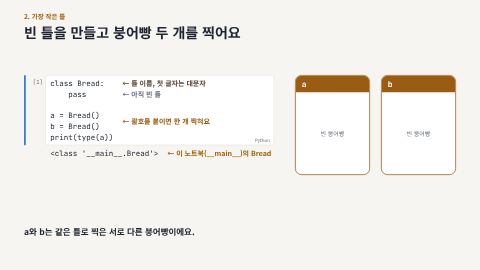 2. 가장 작은 틀
빈 틀을 만들고 붕어빵 두 개를 찍어요
[1]
class Bread: ← 틀 이름, 첫 글자는 대문자
pass ← 아직 빈 틀
a = Bread()
b = Bread() ← 괄호를 붙이면 한 개 찍혀요
print(type(a))
Python
<class '__main__.Bread'> ← 이 노트북(__main__)의 Bread
a
빈 붕어빵
b
빈 붕어빵
a와 b는 같은 틀로 찍은 서로 다른 붕어빵이에요.